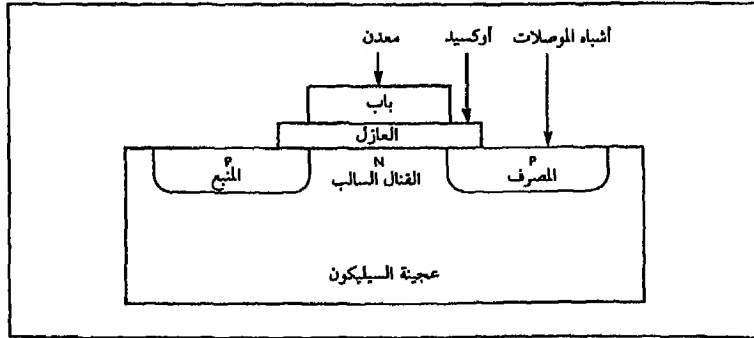 أشباه الموصلات أوكسيد معدن
باب
العازل
P N P
المصرف القنال السالب المنبع
عجينة السيليكون